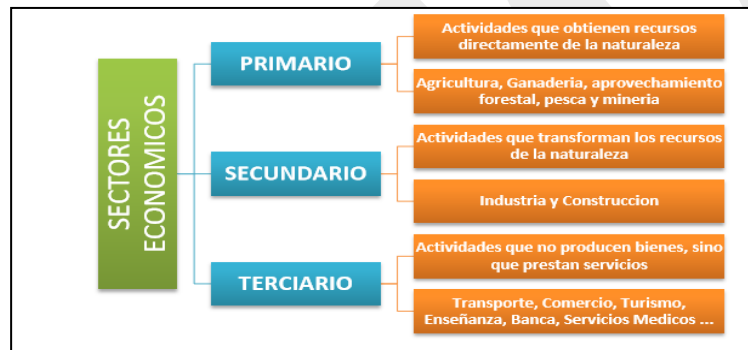 SECTORES
ECONOMICOS
PRIMARIO
Actividades que obtienen recursos
directamente de la naturaleza
Agricultura, Ganaderia, aprovechamiento
forestal, pesca y mineria
SECUNDARIO
Actividades que transforman los recursos
de la naturaleza
Industria y Construccion
TERCIARIO
Actividades que no producen bienes, sino
que prestan servicios
Transporte, Comercio, Turismo,
Enseñanza, Banca, Servicios Medicos ...